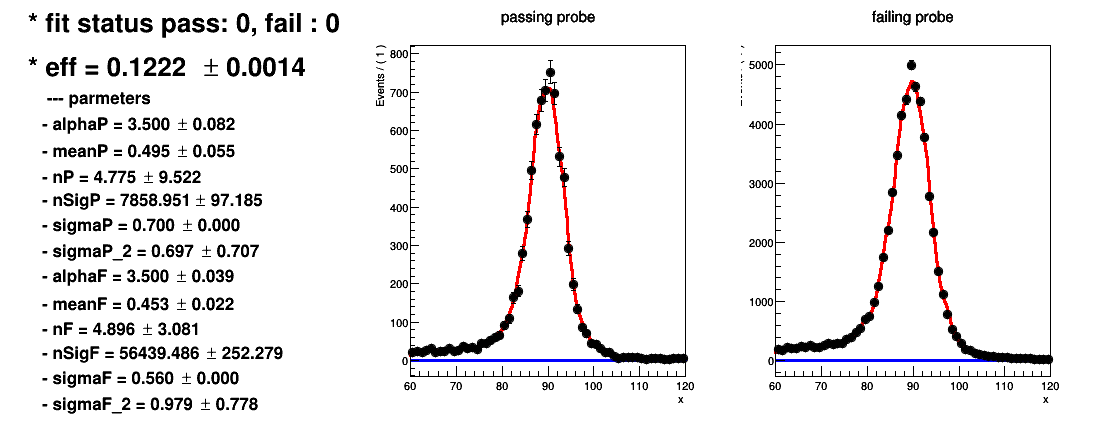 * fit status pass: 0, fail : 0
* eff = 0.1222 ± 0.0014
--- parmeters
- alphaP = 3.500 ± 0.082
- meanP = 0.495 ± 0.055
- nP = 4.775 ± 9.522
- nSigP = 7858.951 ± 97.185
- sigmaP = 0.700 ± 0.000
- sigmaP_2 = 0.697 ± 0.707
- alphaF = 3.500 ± 0.039
- meanF = 0.453 ± 0.022
- nF = 4.896 ± 3.081
- nSigF = 56439.486 ± 252.279
- sigmaF = 0.560 ± 0.000
- sigmaF_2 = 0.979 ± 0.778
passing probe
Events / ( 1 )
800
700
600
500
400
300
200
100
0
60 70 80 90 100 110 120
x
failing probe
5000
4000
3000
2000
1000
0
60 70 80 90 100 110 120
x